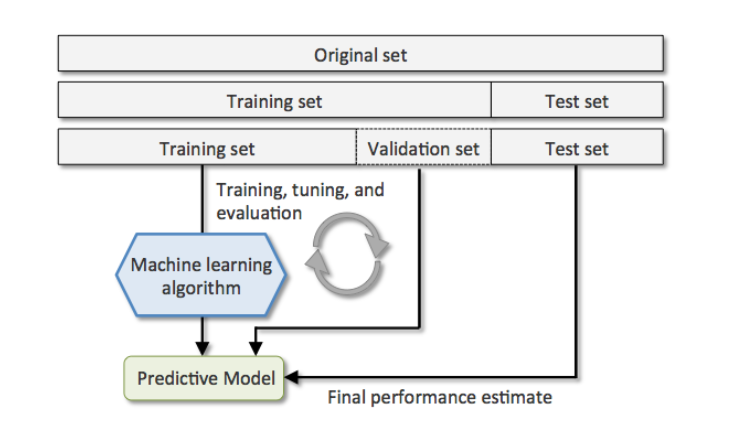 Original set
Training set
Test set
Training set
Validation set
Test set
Training, tuning, and
evaluation
Machine learning
algorithm
Predictive Model
Final performance estimate